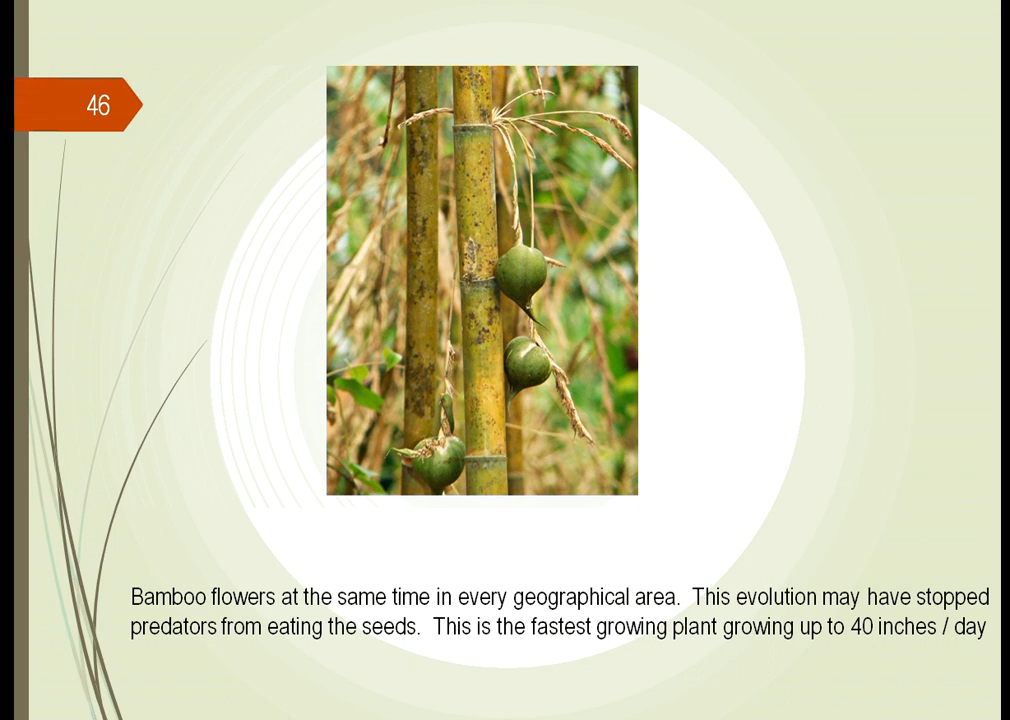 46
Bamboo flowers at the same time in every geographical area.  This evolution may have stopped
predators from eating the seeds.  This is the fastest growing plant growing up to 40 inches / day